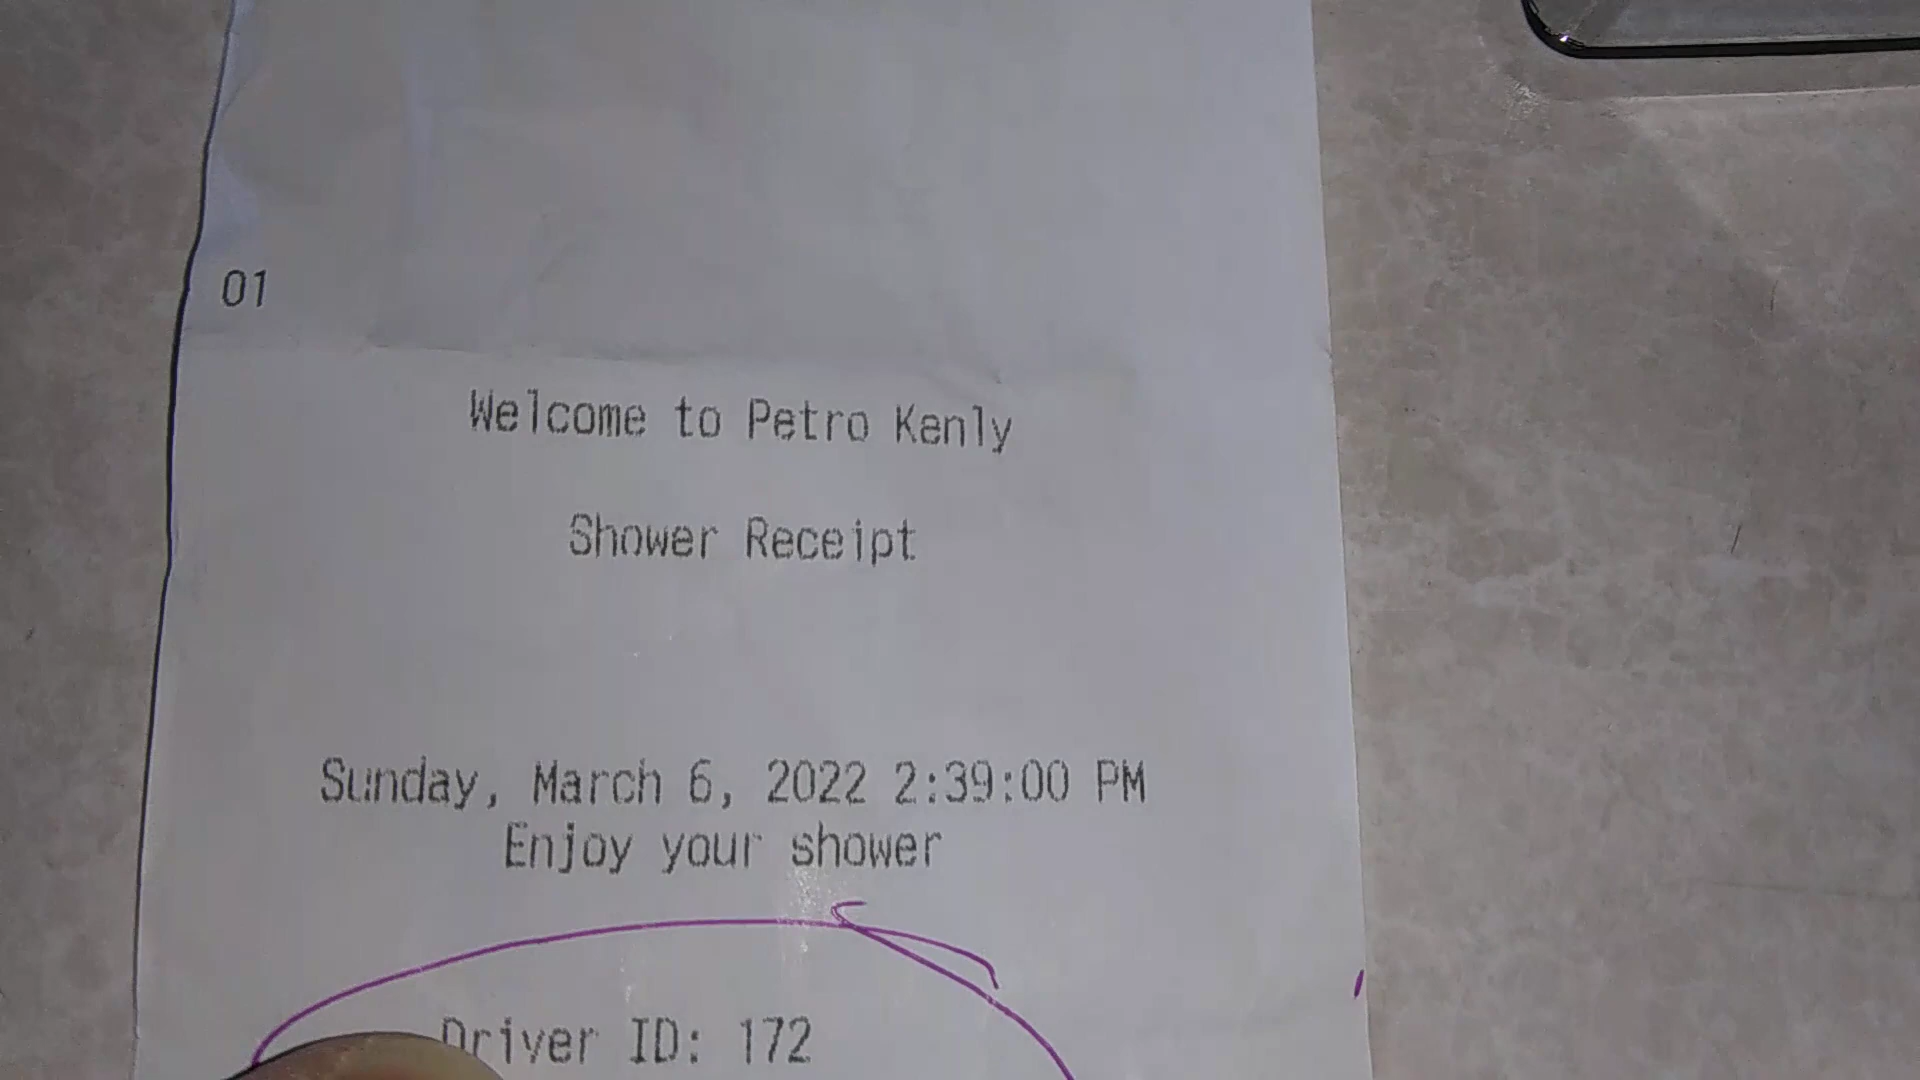 01
Welcome to Petro Kenly
Shower Receipt
Sunday, March 6, 2022 2:39:00 PM
Enjoy your shower
Driver ID: 172